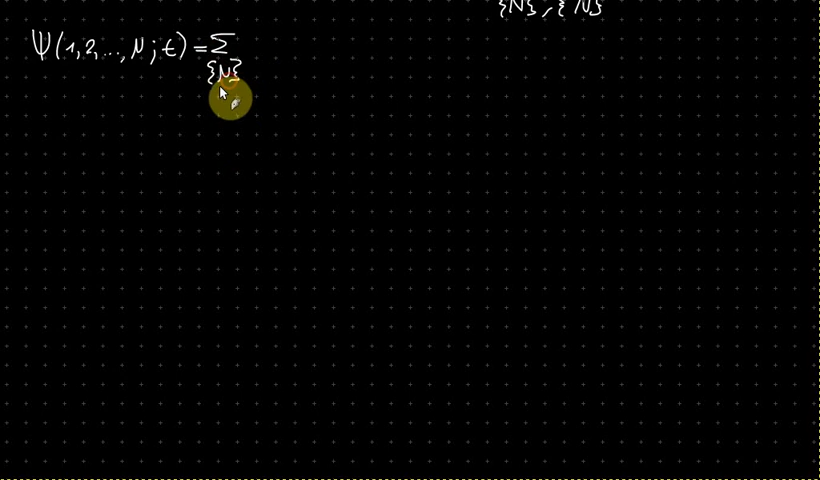 {N}, {N}
Ψ(1,2,...,N;t) = Σ
{N}